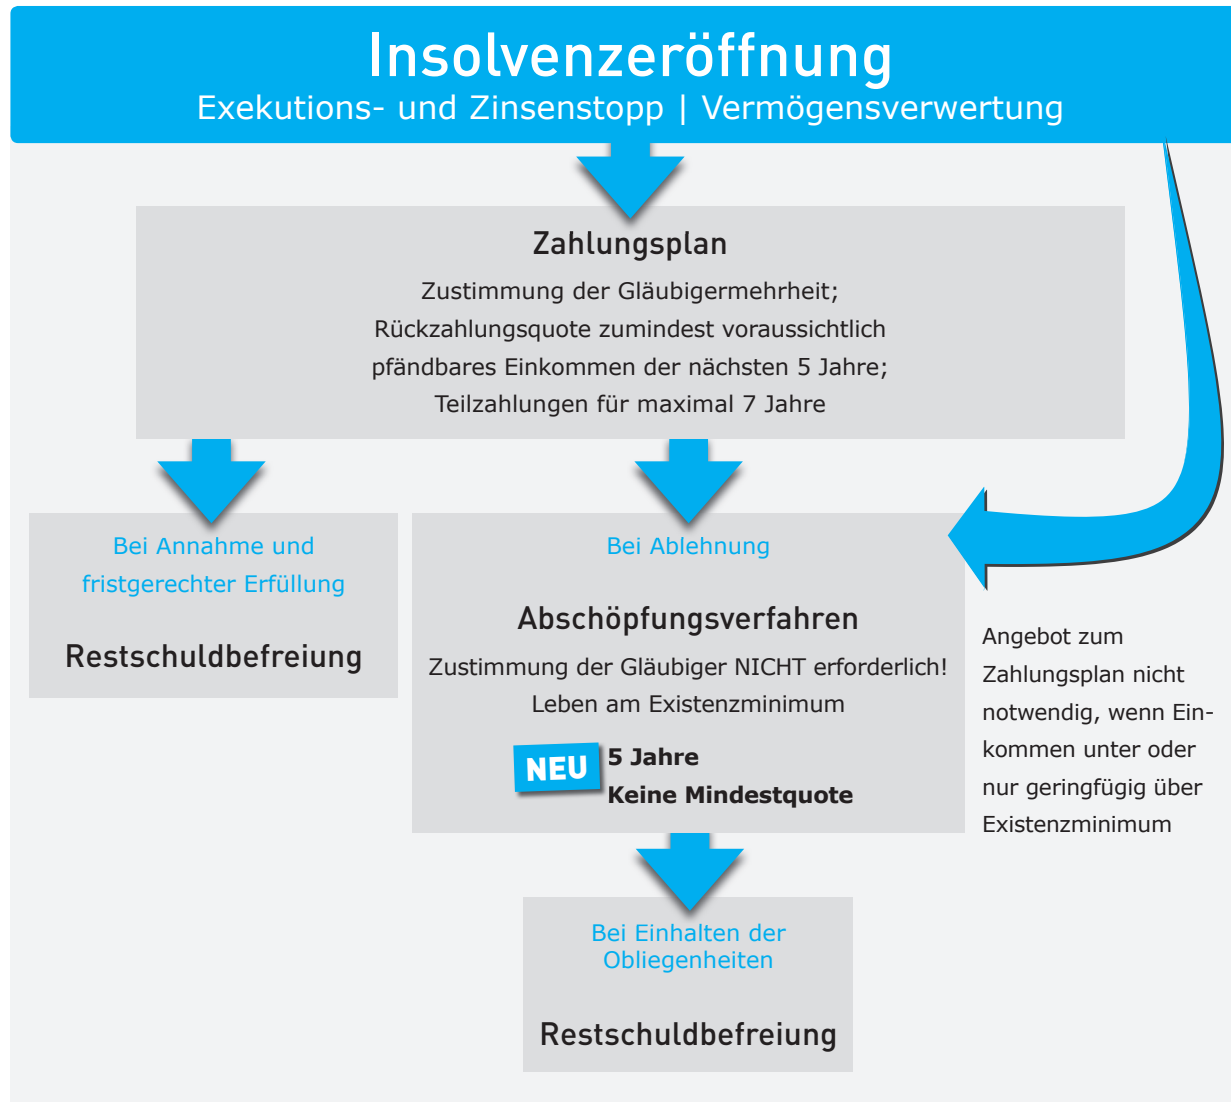 Insolvenzeröffnung
Exekutions- und Zinsenstopp | Vermögensverwertung
Zahlungsplan
Zustimmung der Gläubigermehrheit;
Rückzahlungsquote zumindest voraussichtlich
pfändbares Einkommen der nächsten 5 Jahre;
Teilzahlungen für maximal 7 Jahre
Bei Annahme und
fristgerechter Erfüllung
Restschuldbefreiung
Bei Ablehnung
Abschöpfungsverfahren
Zustimmung der Gläubiger NICHT erforderlich!
Leben am Existenzminimum
NEU
5 Jahre
Keine Mindestquote
Angebot zum
Zahlungsplan nicht
notwendig, wenn Ein-
kommen unter oder
nur geringfügig über
Existenzminimum
Bei Einhalten der
Obliegenheiten
Restschuldbefreiung